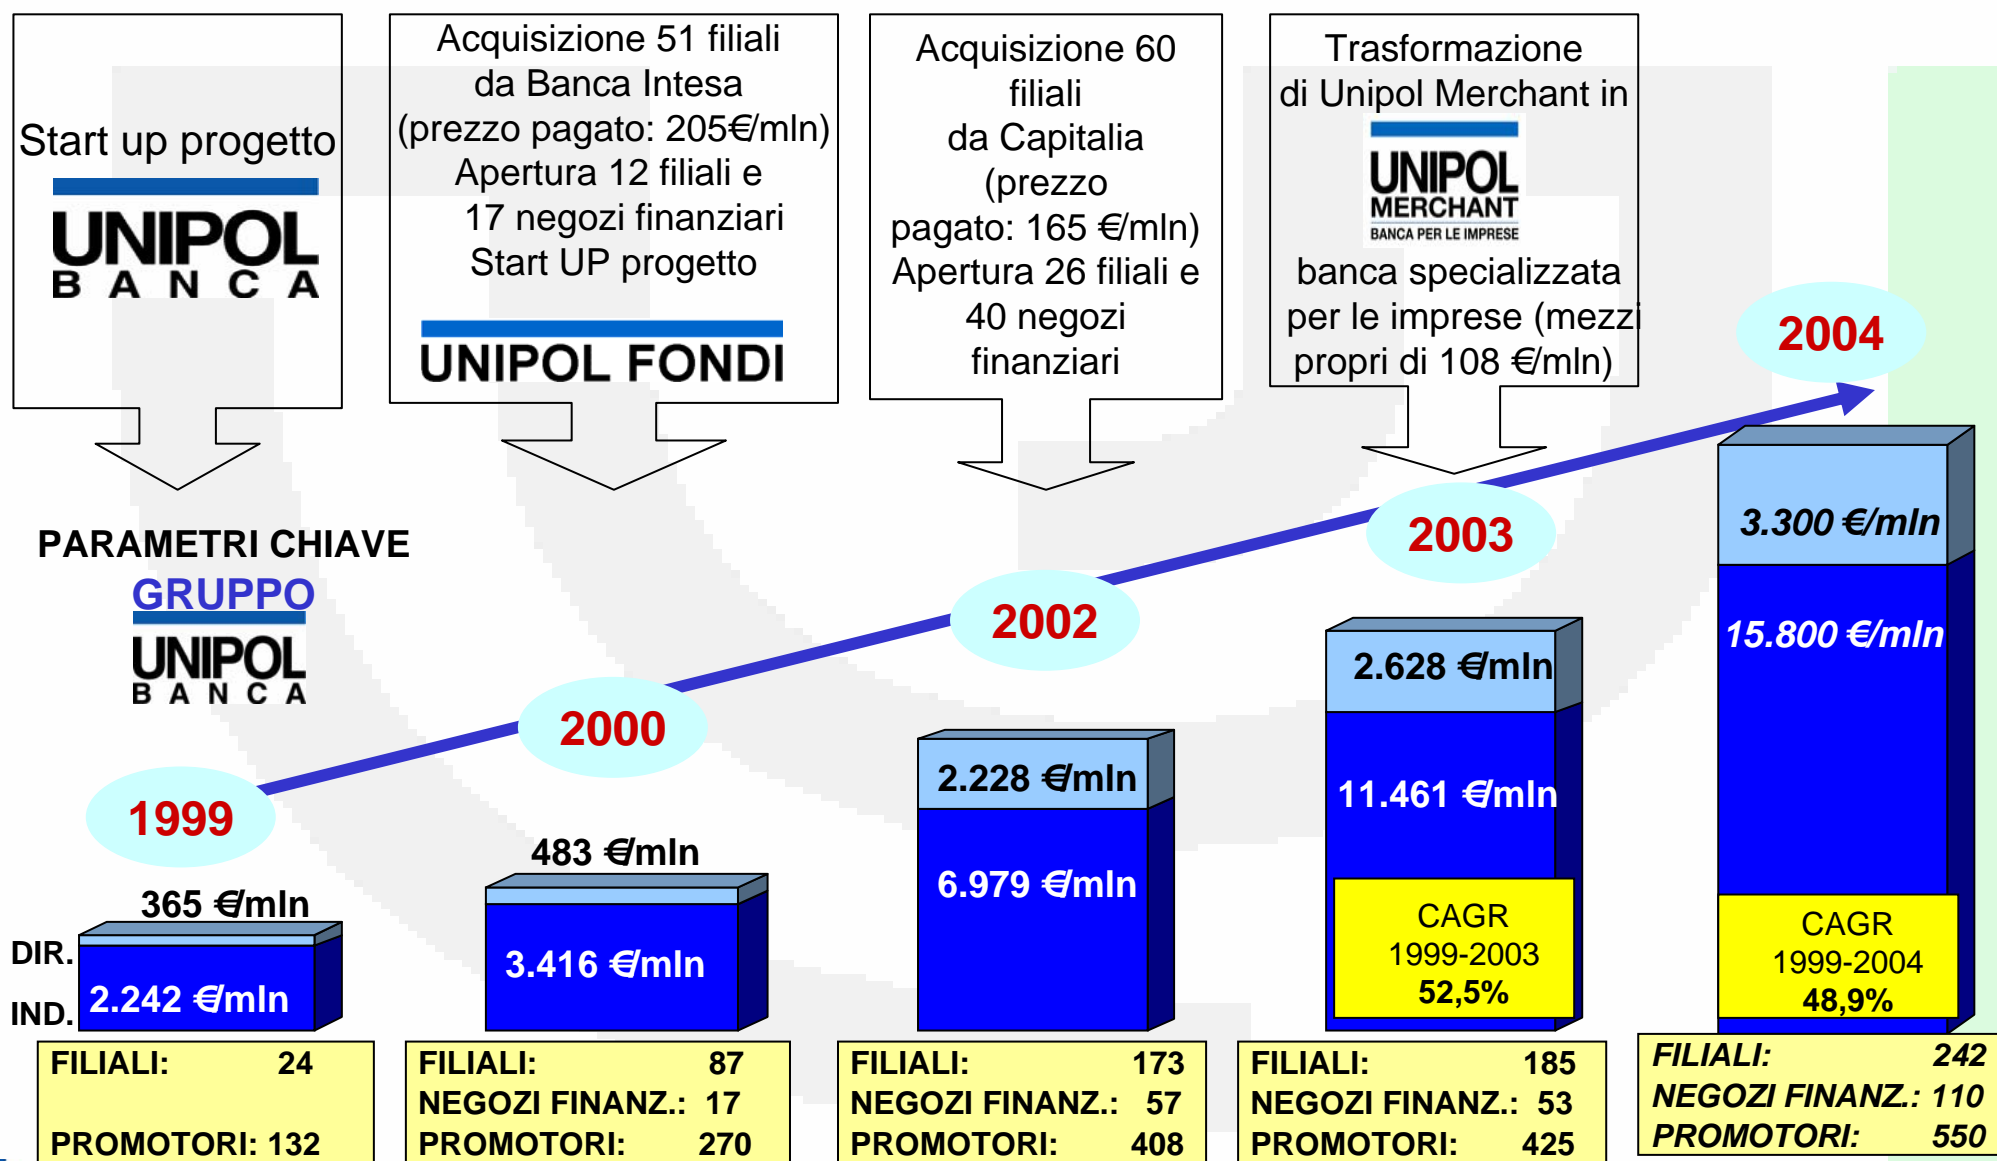 Start up progetto
UNIPOL
BANCA
Acquisizione 51 filiali
da Banca Intesa
(prezzo pagato: 205€/mln)
Apertura 12 filiali e
17 negozi finanziari
Start UP progetto
UNIPOL FONDI
Acquisizione 60
filiali
da Capitalia
(prezzo
pagato: 165 €/mln)
Apertura 26 filiali e
40 negozi
finanziari
Trasformazione
di Unipol Merchant in
UNIPOL
MERCHANT
BANCA PER LE IMPRESE
banca specializzata
per le imprese (mezzi
propri di 108 €/mln)
PARAMETRI CHIAVE
GRUPPO
UNIPOL
BANCA
1999
2000
2002
2003
2004
365 €/mln
DIR.
2.242 €/mln
IND.
483 €/mln
3.416 €/mln
2.228 €/mln
6.979 €/mln
2.628 €/mln
11.461 €/mln
CAGR
1999-2003
52,5%
3.300 €/mln
15.800 €/mln
CAGR
1999-2004
48,9%
FILIALI: 24
PROMOTORI: 132
FILIALI: 87
NEGOZI FINANZ.: 17
PROMOTORI: 270
FILIALI: 173
NEGOZI FINANZ.: 57
PROMOTORI: 408
FILIALI: 185
NEGOZI FINANZ.: 53
PROMOTORI: 425
FILIALI: 242
NEGOZI FINANZ.: 110
PROMOTORI: 550